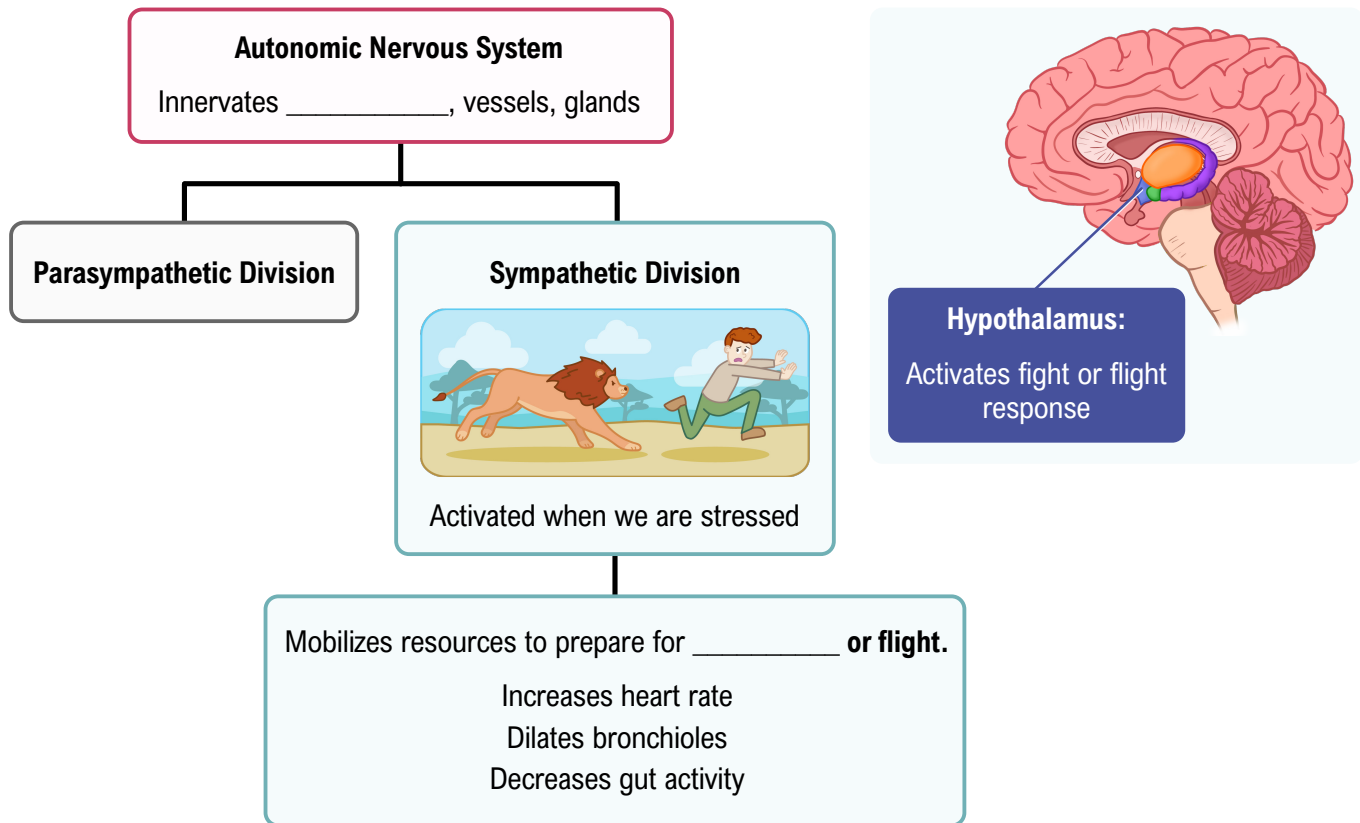 Autonomic Nervous System
Innervates ___________, vessels, glands
Parasympathetic Division
Sympathetic Division
Activated when we are stressed
Mobilizes resources to prepare for __________ or flight.
Increases heart rate
Dilates bronchioles
Decreases gut activity
Hypothalamus:
Activates fight or flight
response